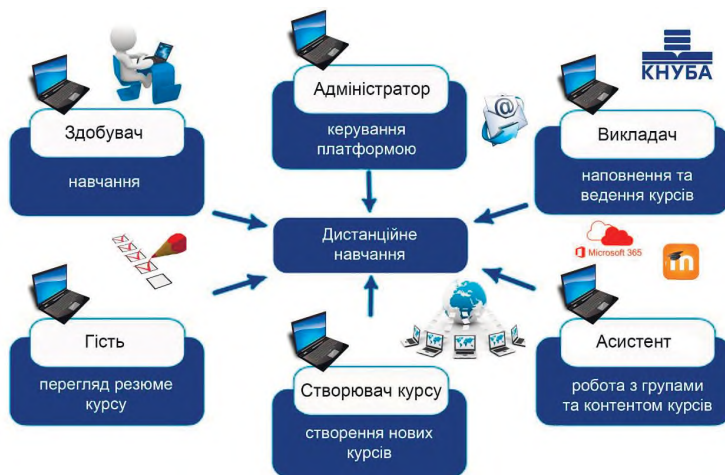 КНУБА
Здобувач
навчання
Адміністратор
керування
платформою
Викладач
наповнення та
ведення курсів
Дистанційне
навчання
Microsoft 365
Гість
перегляд резюме
курсу
Створювач курсу
створення нових
курсів
Асистент
робота з групами
та контентом курсів